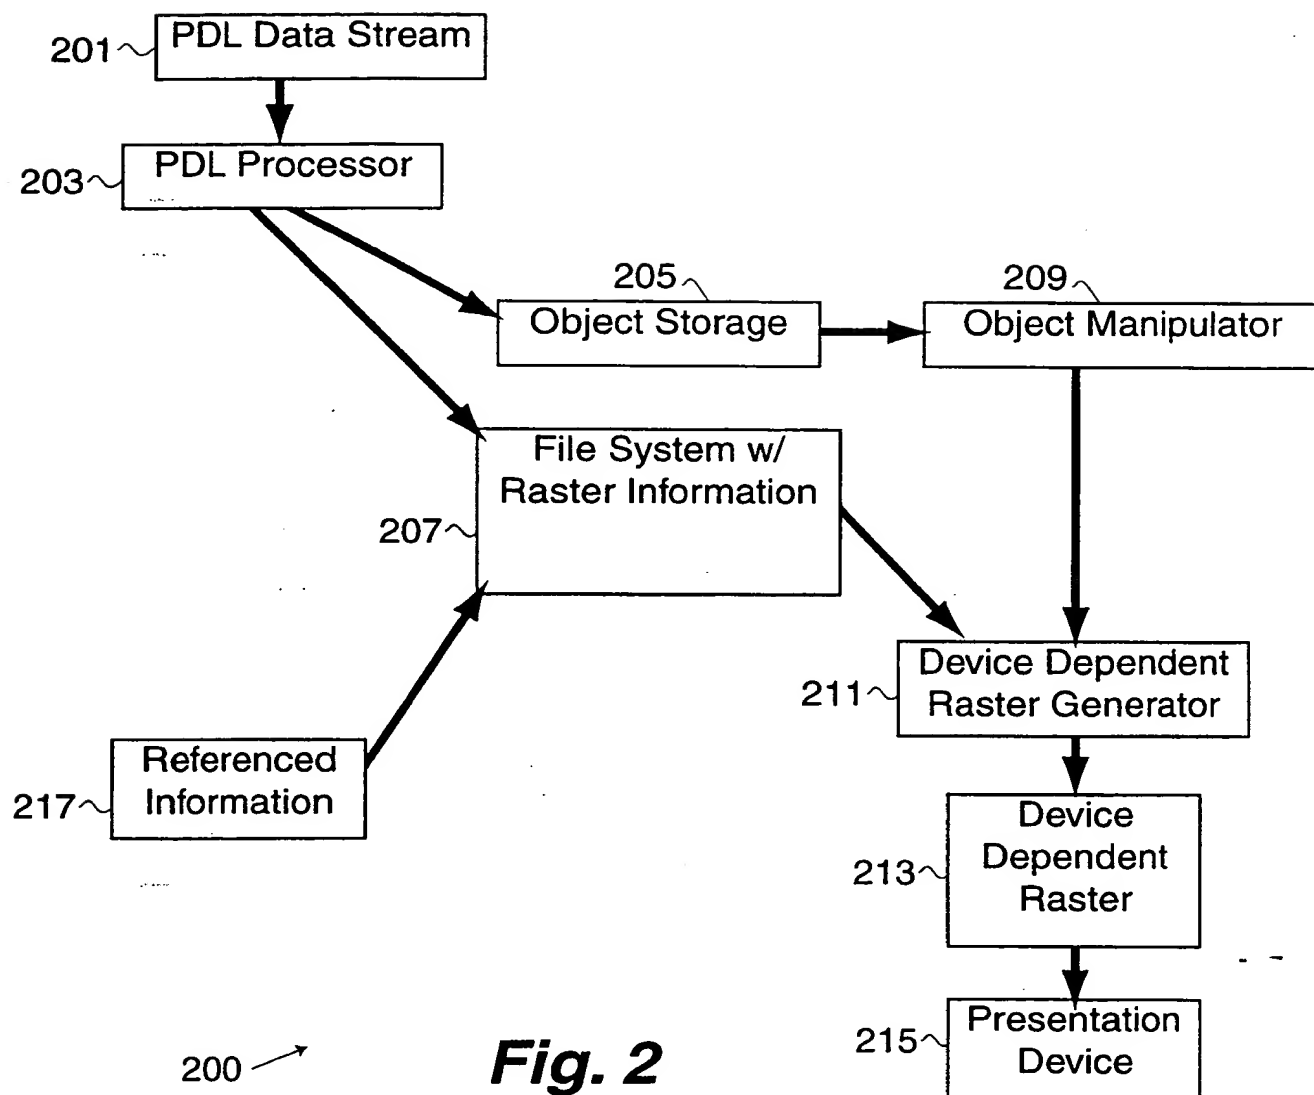 201
PDL Data Stream
203
PDL Processor
205
Object Storage
209
Object Manipulator
207
File System w/
Raster Information
211
Device Dependent
Raster Generator
217
Referenced
Information
213
Device
Dependent
Raster
215
Presentation
Device
200
Fig. 2